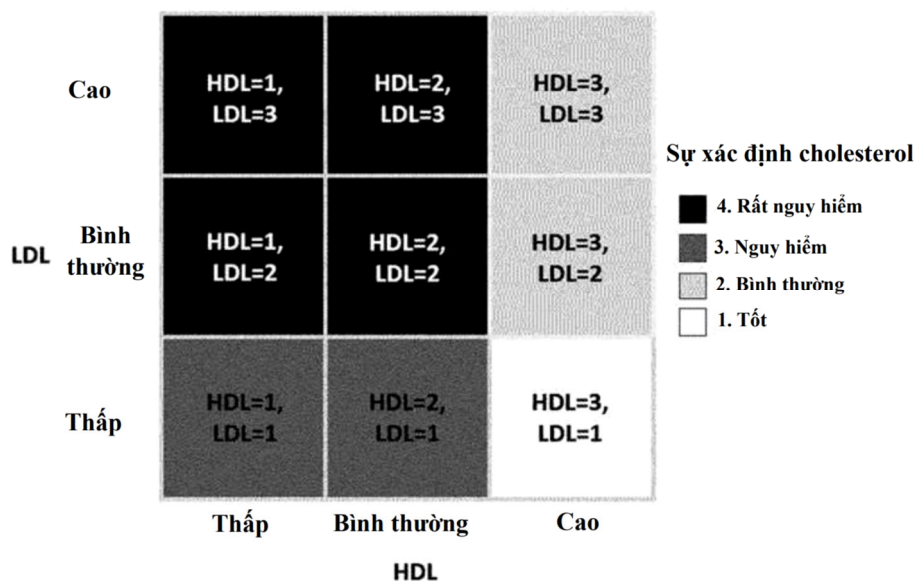 Cao
HDL=1,
LDL=3
HDL=2,
LDL=3
HDL=3,
LDL=3
Sự xác định cholesterol
4. Rất nguy hiểm
3. Nguy hiểm
2. Bình thường
1. Tốt
LDL
Bình
thường
HDL=1,
LDL=2
HDL=2,
LDL=2
HDL=3,
LDL=2
Thấp
HDL=1,
LDL=1
HDL=2,
LDL=1
HDL=3,
LDL=1
Thấp
Bình thường
Cao
HDL